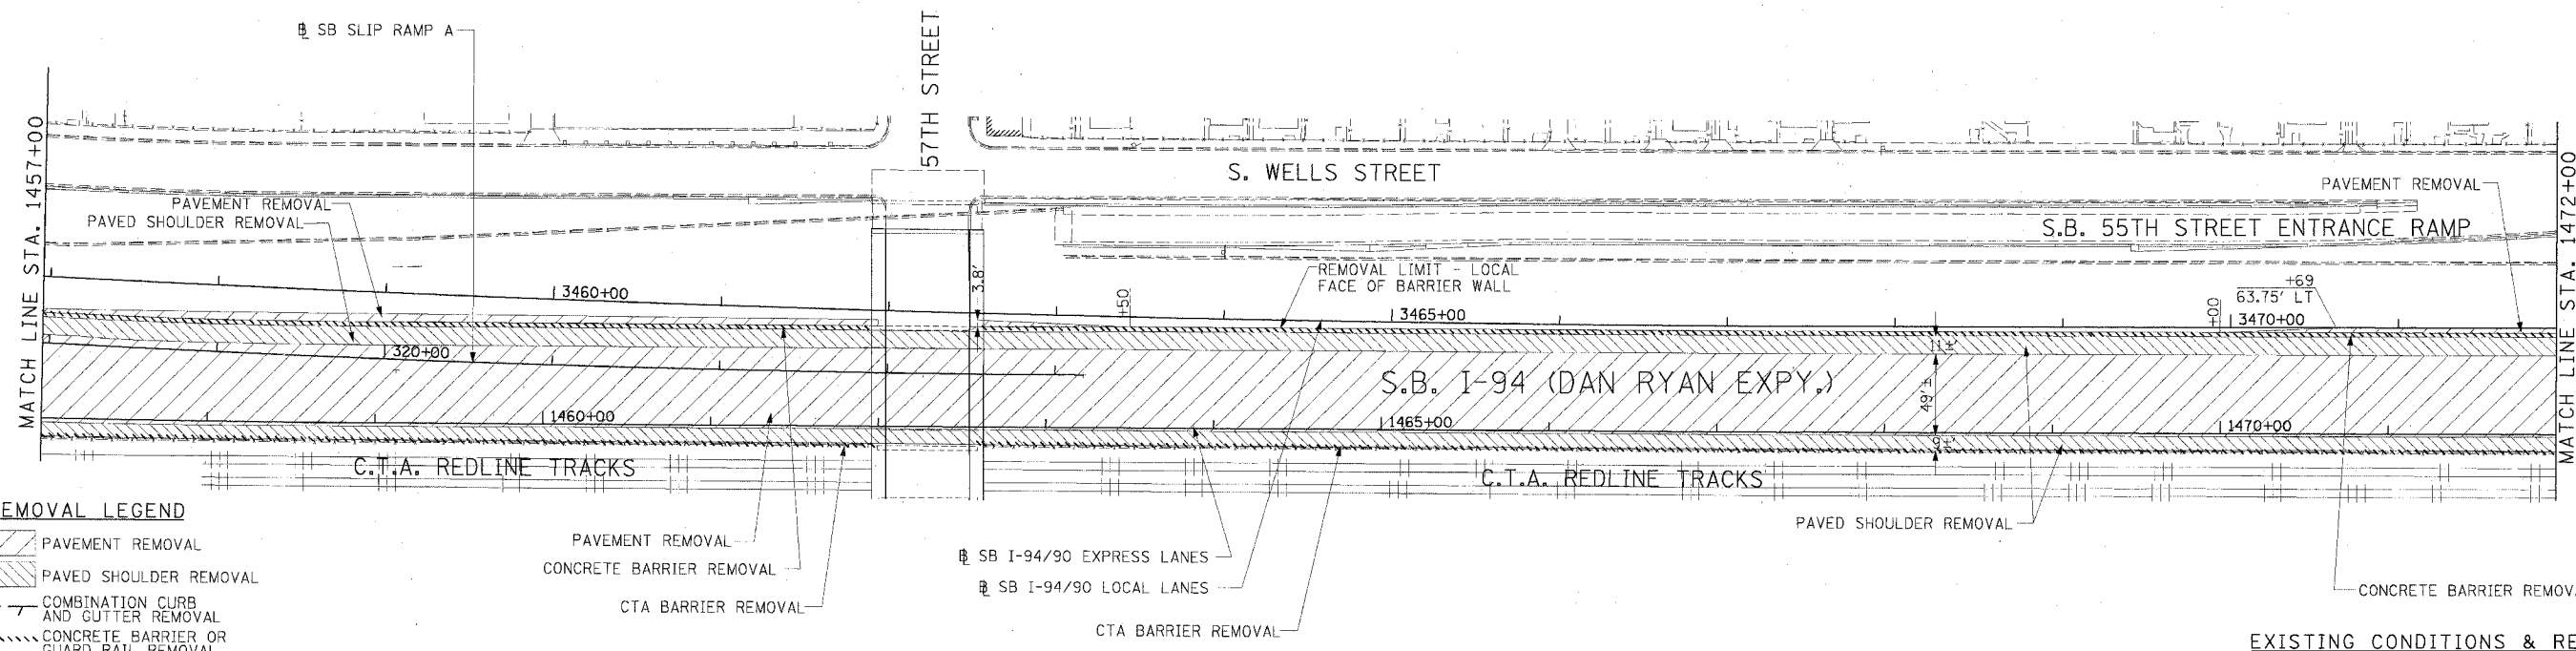 ℄ SB SLIP RAMP A
57TH STREET
MATCH LINE STA. 1457+00
S. WELLS STREET
PAVEMENT REMOVAL
PAVEMENT REMOVAL
PAVED SHOULDER REMOVAL
S.B. 55TH STREET ENTRANCE RAMP
MATCH LINE STA. 1472+00
3460+00
3.8'
+50
REMOVAL LIMIT - LOCAL
FACE OF BARRIER WALL
3465+00
+00
+69
63.75' LT
3470+00
320+00
11±'
S.B. I-94 (DAN RYAN EXPY.)
49'±
1460+00
1465+00
9±'
1470+00
C.T.A. REDLINE TRACKS
C.T.A. REDLINE TRACKS
EMOVAL LEGEND
PAVEMENT REMOVAL
PAVED SHOULDER REMOVAL
COMBINATION CURB
AND GUTTER REMOVAL
CONCRETE BARRIER OR
GUARD RAIL REMOVAL
PAVEMENT REMOVAL
CONCRETE BARRIER REMOVAL
CTA BARRIER REMOVAL
℄ SB I-94/90 EXPRESS LANES
℄ SB I-94/90 LOCAL LANES
CTA BARRIER REMOVAL
PAVED SHOULDER REMOVAL
CONCRETE BARRIER REMOV
EXISTING CONDITIONS & RE